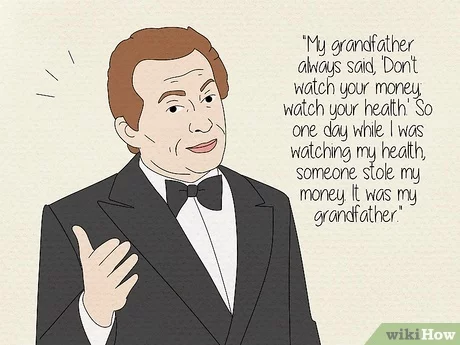 "My grandfather
always said, 'Don't
watch your money;
watch your health.' So
one day while I was
watching my health,
someone stole my
money. It was my
grandfather."
wikiHow